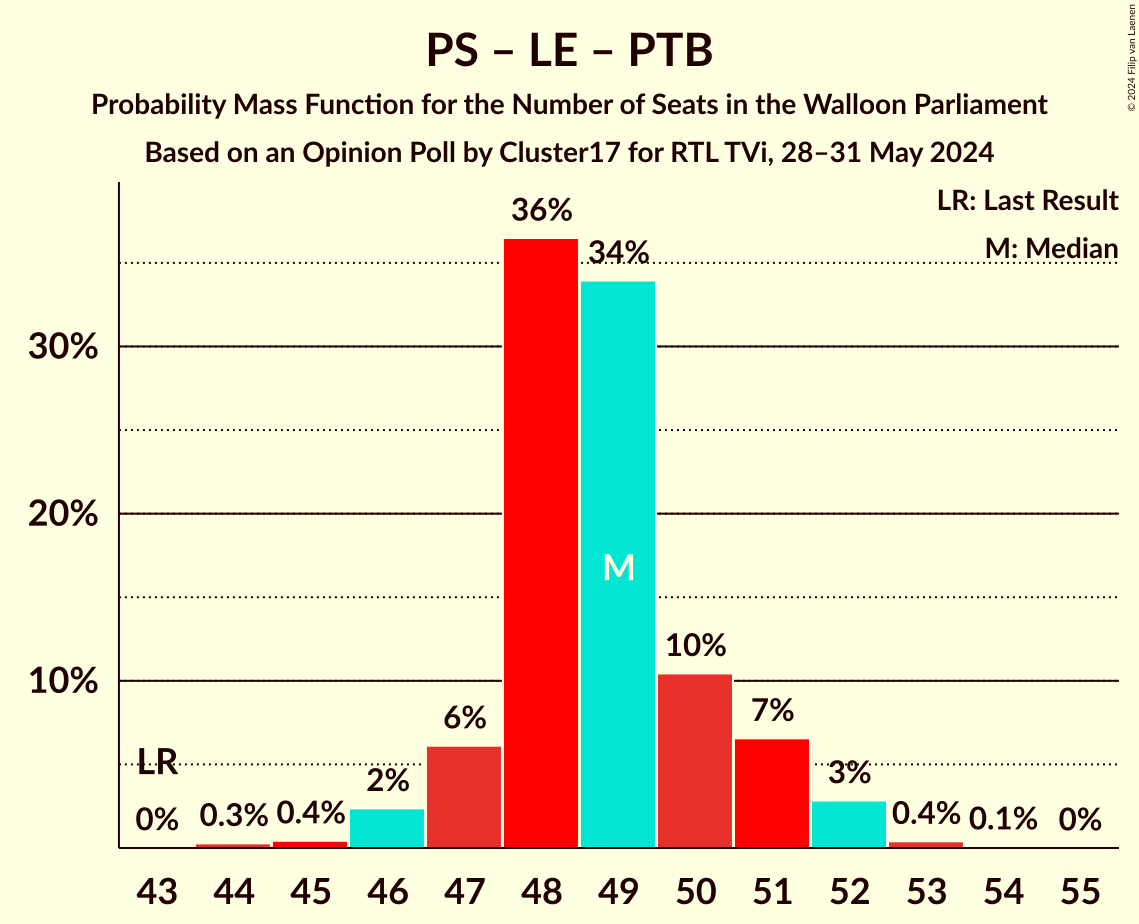 PS – LE – PTB
Probability Mass Function for the Number of Seats in the Walloon Parliament
Based on an Opinion Poll by Cluster17 for RTL TVi, 28–31 May 2024
© 2024 Filip van Laenen
LR: Last Result
M: Median
30%
20%
10%
LR
0%
0.3%
0.4%
2%
6%
36%
34%
M
10%
7%
3%
0.4%
0.1%
0%
43 44 45 46 47 48 49 50 51 52 53 54 55